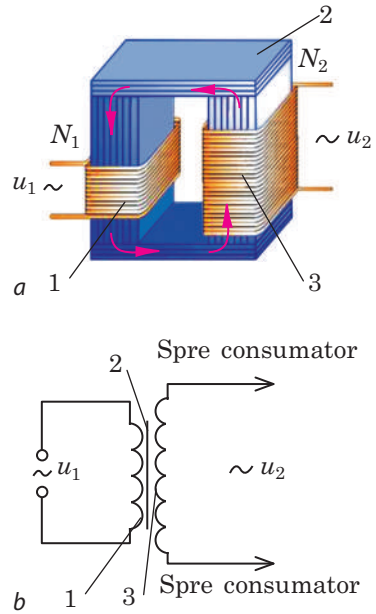 2
N₂
N₁
u₁ ~
~ u₂
1
3
a
Spre consumator
2
~ u₁
~ u₂
1
3
Spre consumator
b